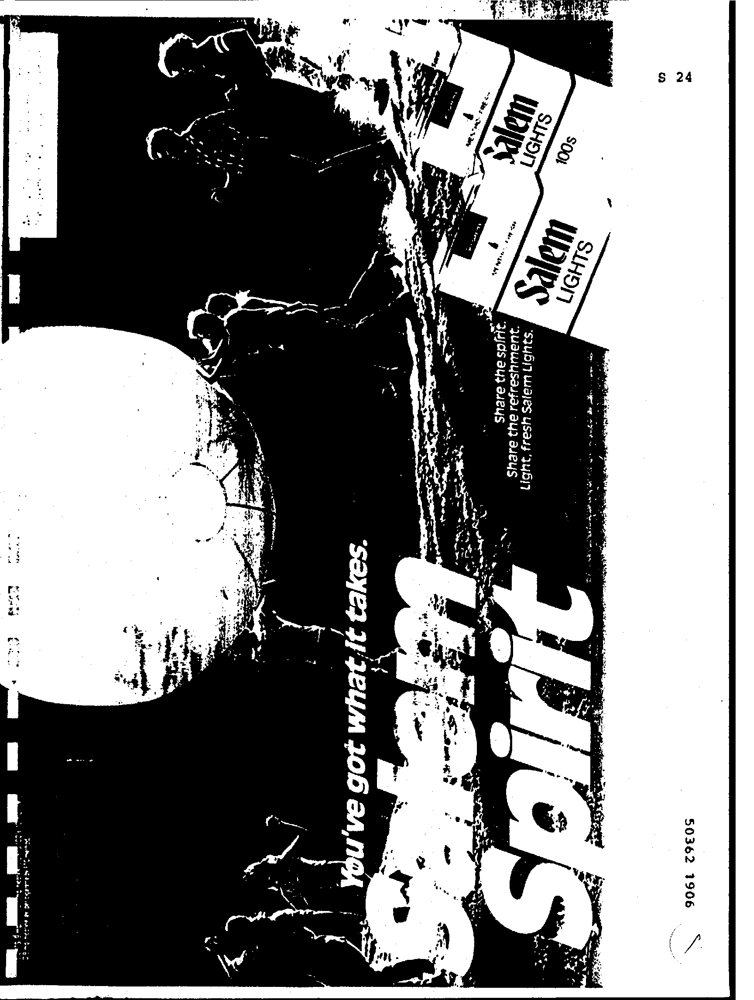 S 24
You've got what it takes.
Salem
Spirit
Share the spirit.
Share the refreshment.
Light, fresh Salem Lights.
Salem
LIGHTS
Salem
LIGHTS
100s
50362 1906